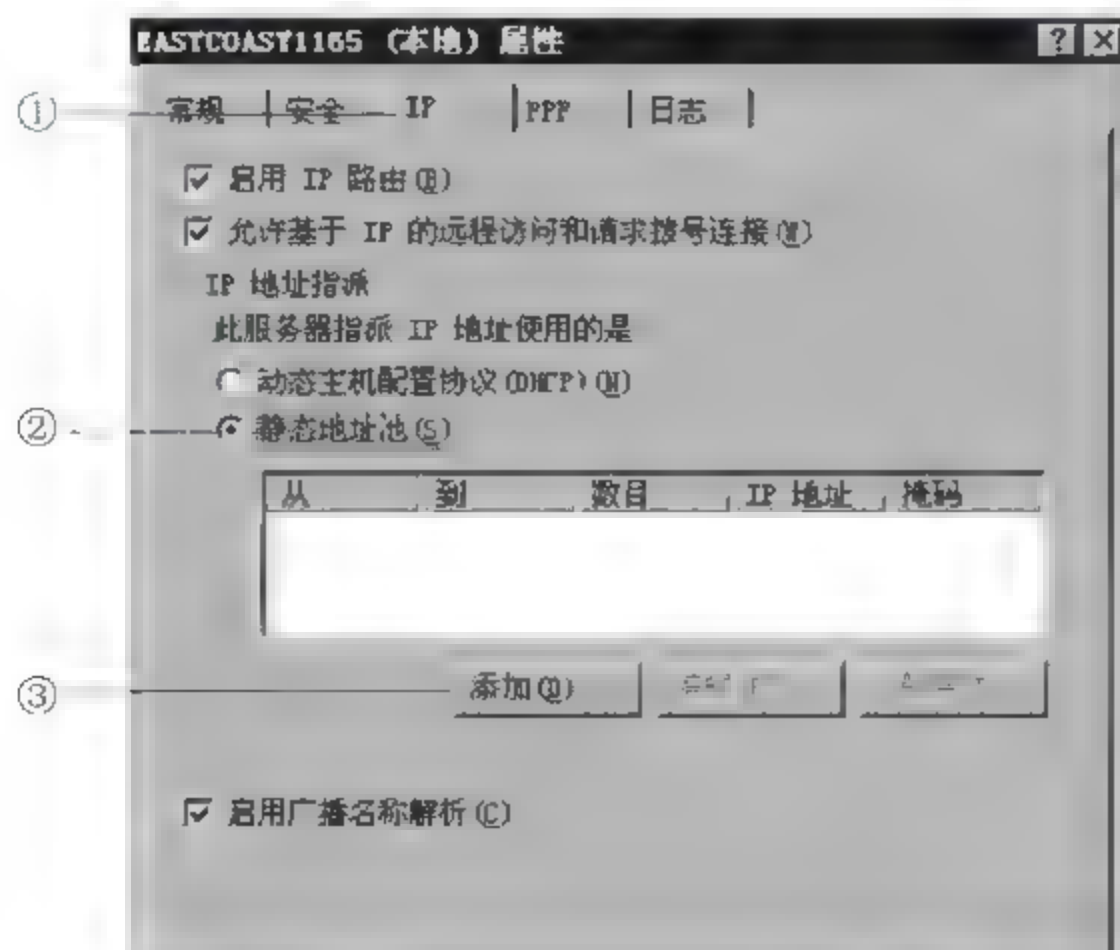 EASTCOAST1165 (本地) 属性
① 常规 安全 IP PPP 日志
启用 IP 路由(R)
允许基于 IP 的远程访问和请求拨号连接(W)
IP 地址指派
此服务器指派 IP 地址使用的是
动态主机配置协议(DHCP)(N)
② 静态地址池(S)
从 到 数目 IP 地址 掩码
③ 添加(D)
启用广播名称解析(C)